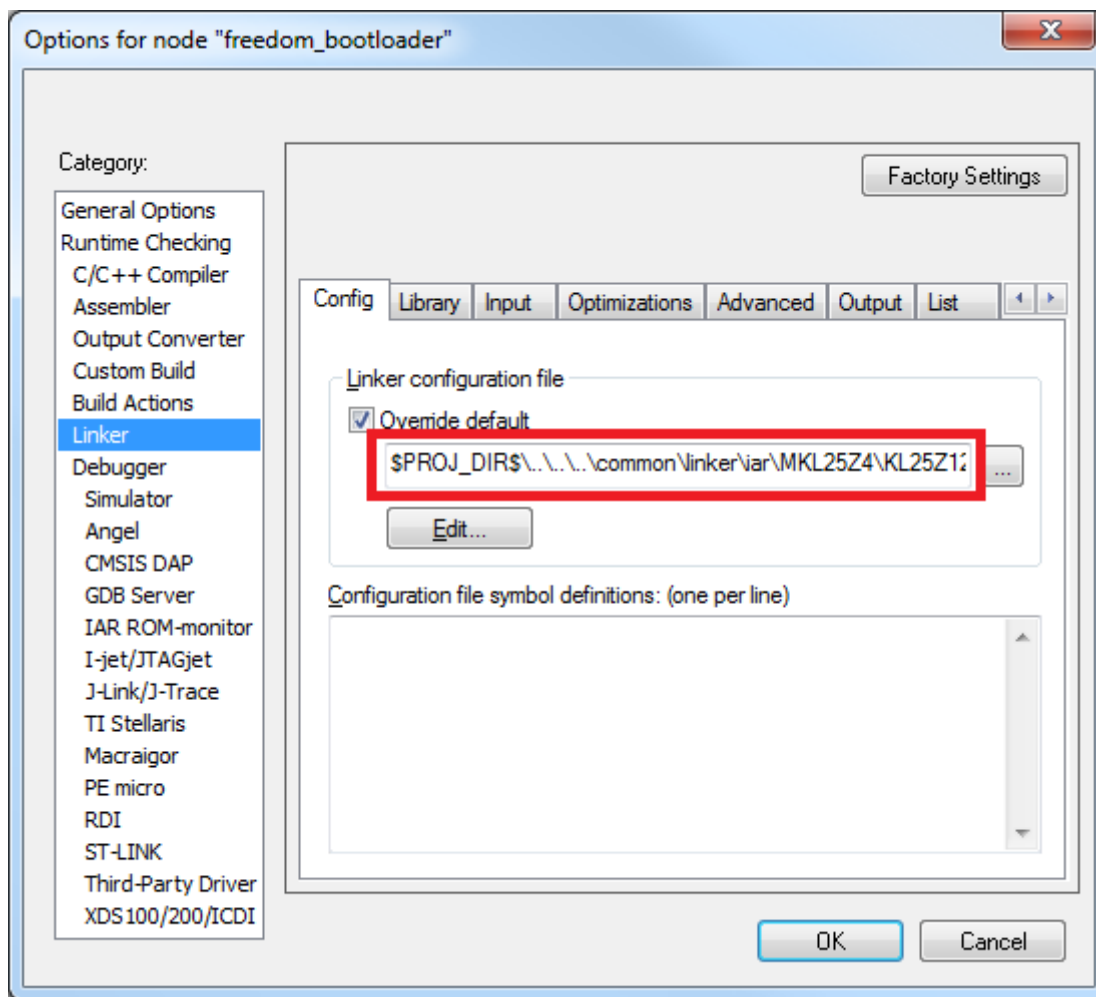 Options for node "freedom_bootloader"
X
Category:
General Options
Runtime Checking
C/C++ Compiler
Assembler
Output Converter
Custom Build
Build Actions
Linker
Debugger
Simulator
Angel
CMSIS DAP
GDB Server
IAR ROM-monitor
I-jet/JTAGjet
J-Link/J-Trace
TI Stellaris
Macraigor
PE micro
RDI
ST-LINK
Third-Party Driver
XDS100/200/ICDI
Factory Settings
Config Library Input Optimizations Advanced Output List
Linker configuration file
Override default
$PROJ_DIR$\..\..\..\common\linker\iar\MKL25Z4\KL25Z12
...
Edit...
Configuration file symbol definitions: (one per line)
OK Cancel